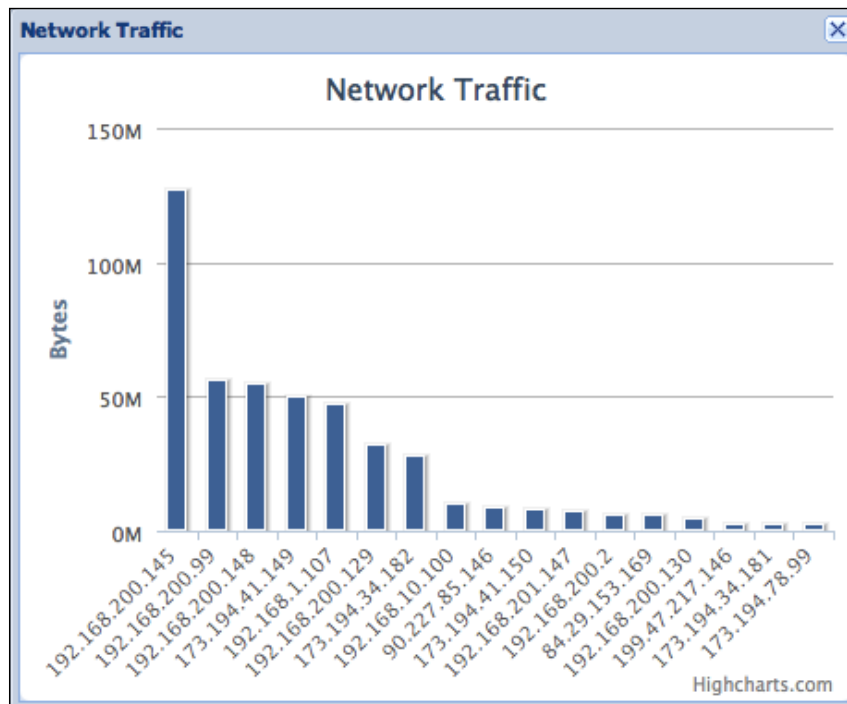 Network Traffic
Network Traffic
150M
100M
50M
0M
Bytes
192.168.200.145
192.168.200.99
192.168.200.148
173.194.41.149
192.168.1.107
192.168.200.129
173.194.34.182
192.168.10.100
90.227.85.146
173.194.41.150
192.168.201.147
192.168.200.2
84.29.153.169
192.168.200.130
199.47.217.146
173.194.34.181
173.194.78.99
Highcharts.com